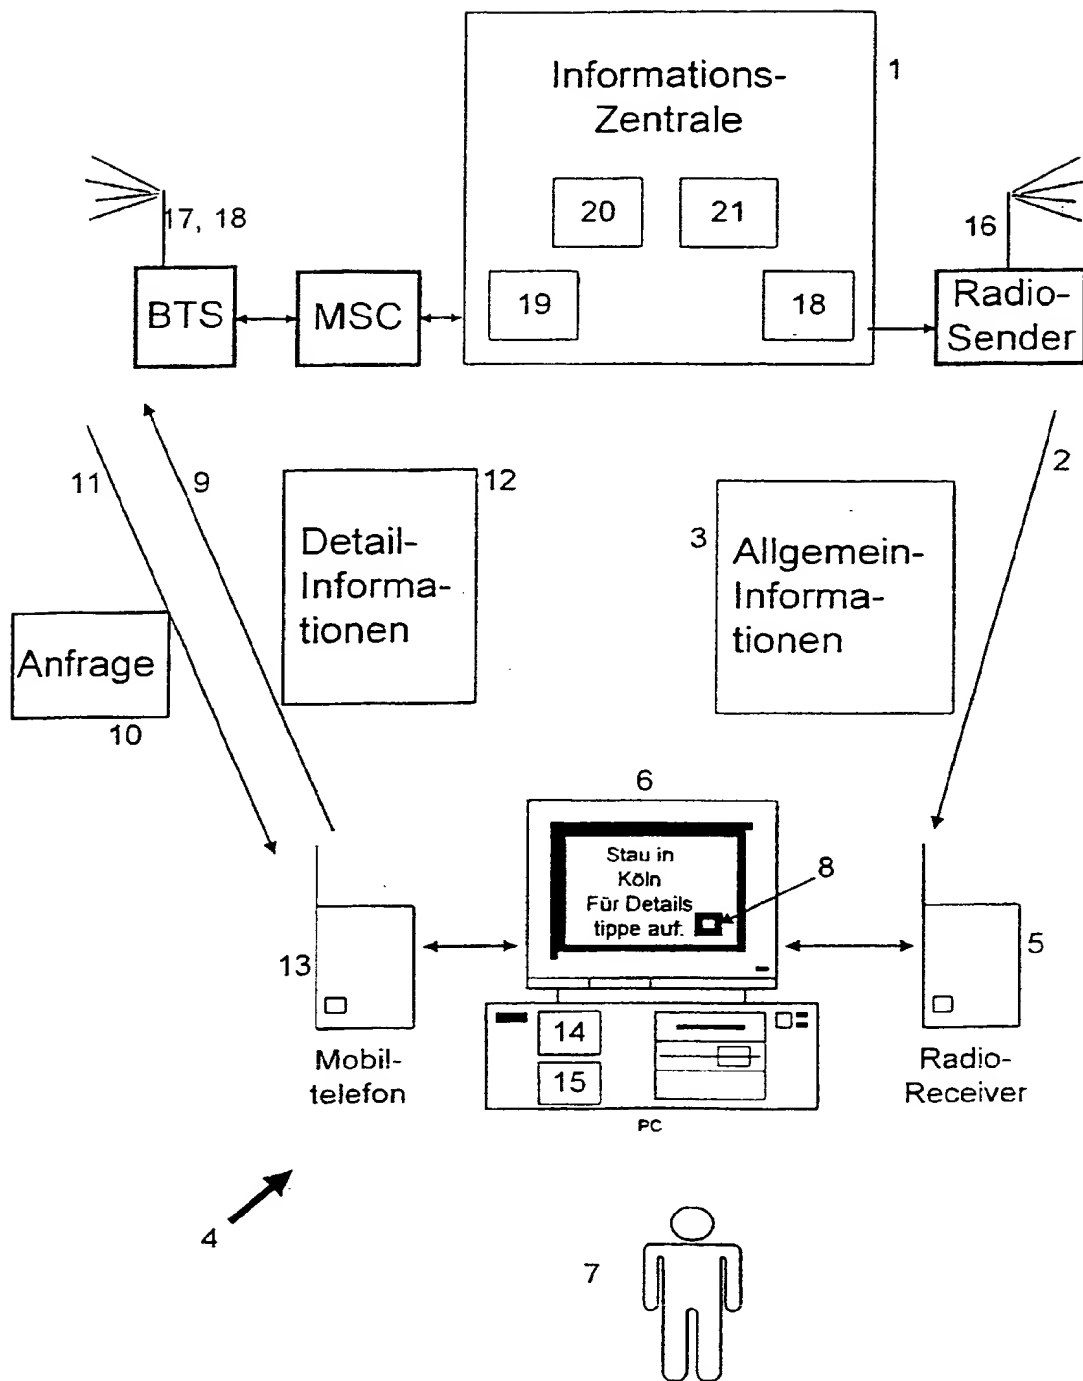 1
Informations-
Zentrale
20
21
19
18
17, 18
BTS
MSC
16
Radio-
Sender
11
9
12
Detail-
Informa-
tionen
Anfrage
10
3
Allgemein-
Informa-
tionen
2
6
Stau in
Köln
Für Details
tippe auf.
8
13
Mobil-
telefon
14
15
PC
5
Radio-
Receiver
4
7